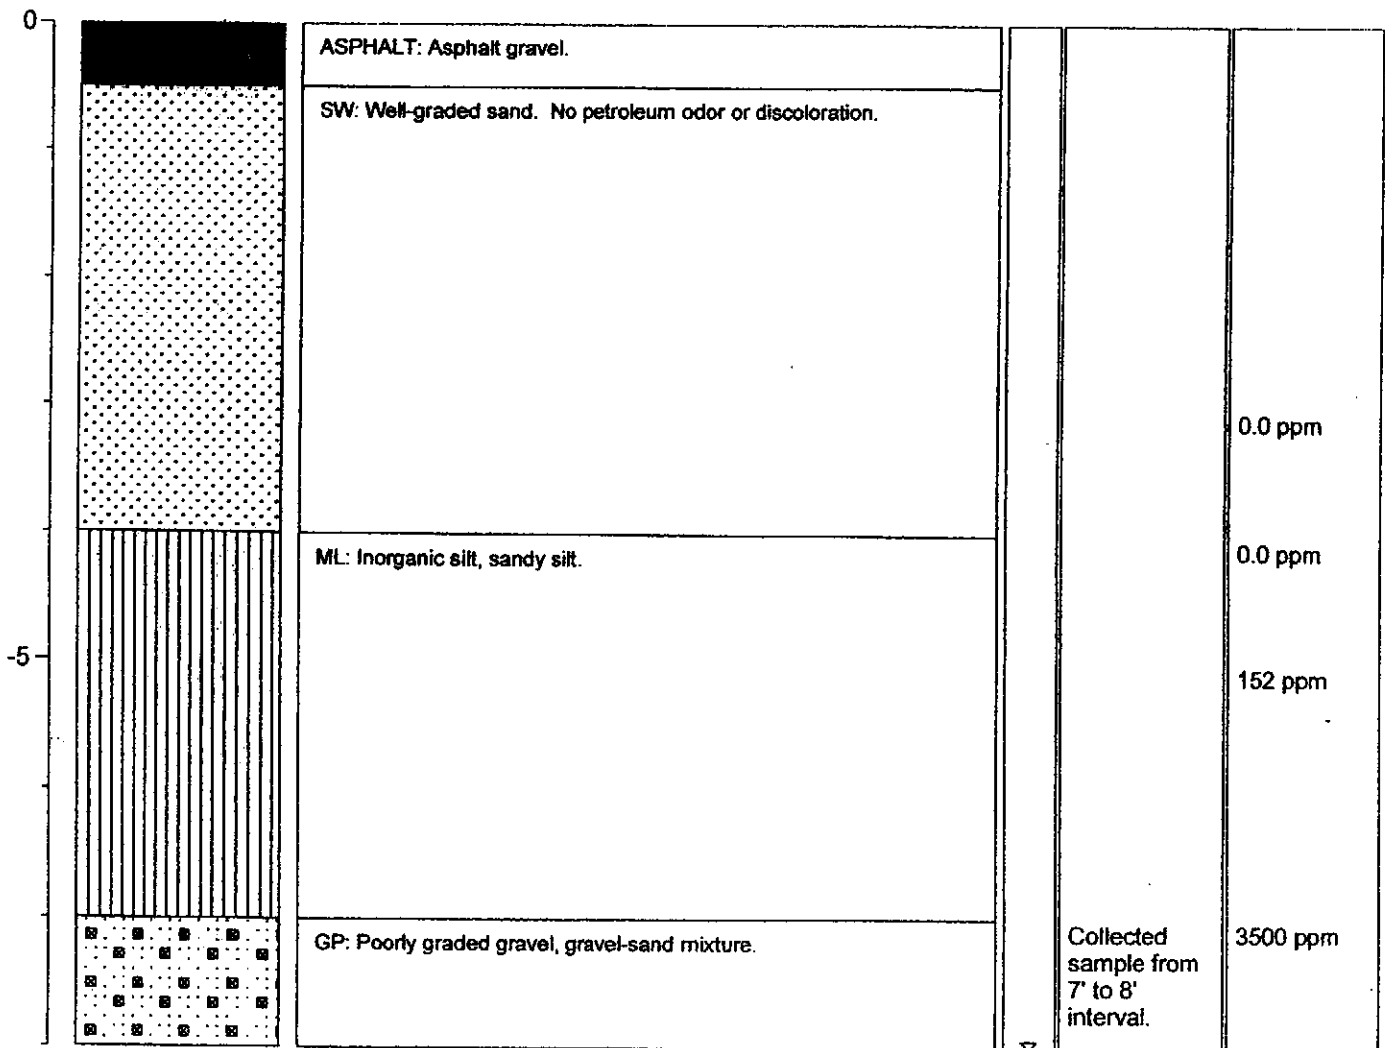 0
ASPHALT: Asphalt gravel.
SW: Well-graded sand. No petroleum odor or discoloration.
0.0 ppm
ML: Inorganic silt, sandy silt.
0.0 ppm
-5
152 ppm
GP: Poorly graded gravel, gravel-sand mixture.
Collected
sample from
7' to 8'
interval.
3500 ppm